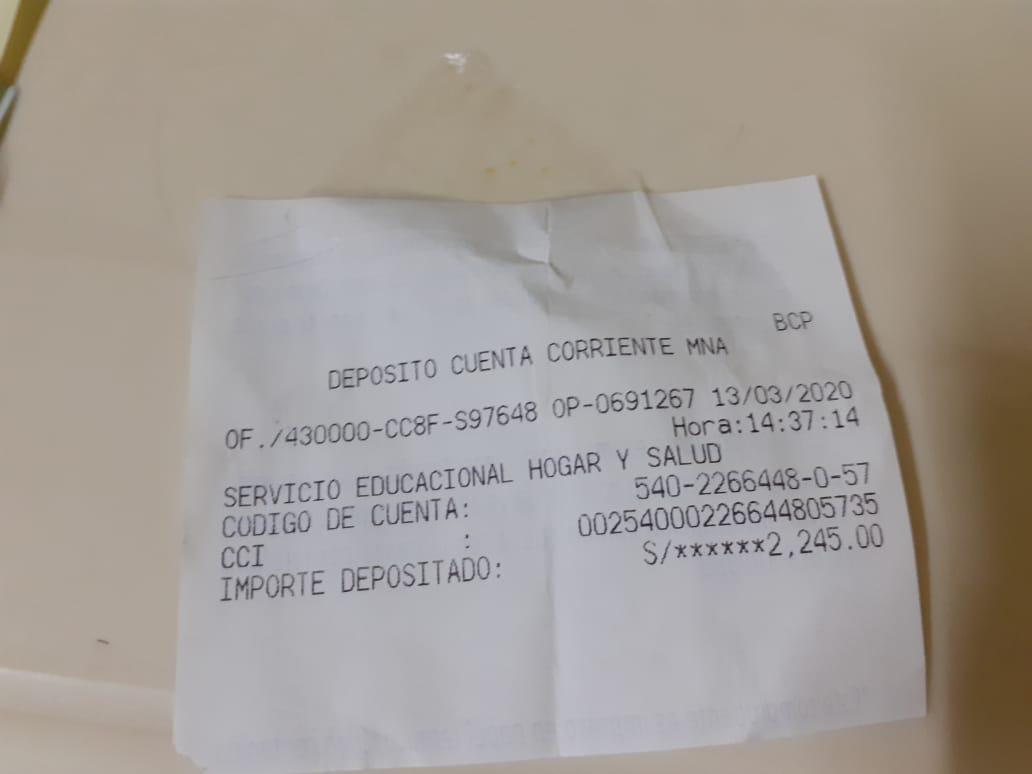 BCP
DEPOSITO CUENTA CORRIENTE MNA
OF./430000-CC8F-S97648 OP-0691267 13/03/2020
Hora:14:37:14
SERVICIO EDUCACIONAL HOGAR Y SALUD
CODIGO DE CUENTA: 540-2266448-0-57
CCI : 00254000226644805735
IMPORTE DEPOSITADO: S/******2,245.00